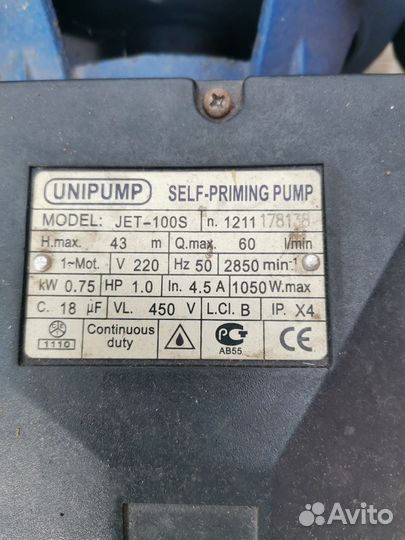 UNIPUMP SELF-PRIMING PUMP
MODEL: JET-100S n. 1211 178138
H.max. 43 m Q.max. 60 l/min
1~Mot. V 220 Hz 50 2850 min⁻¹
kW 0.75 HP 1.0 In. 4.5 A 1050 W.max
C. 18 µF VL. 450 V L.Cl. B IP. X4
1110 Continuous duty РС АВ55 CE
Avito